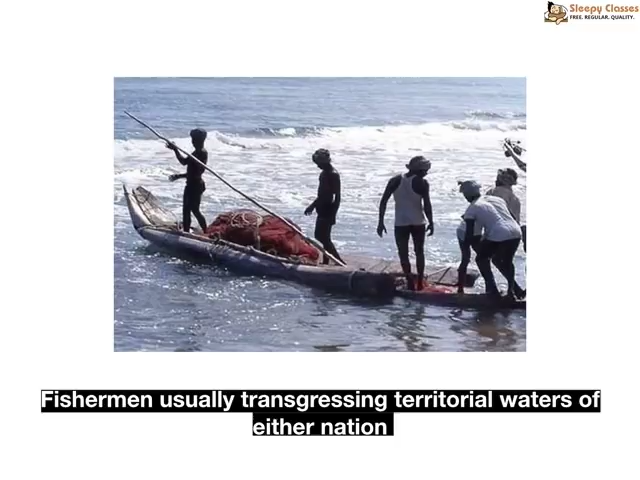 Sleepy Classes
FREE. REGULAR. QUALITY.
Fishermen usually transgressing territorial waters of
either nation